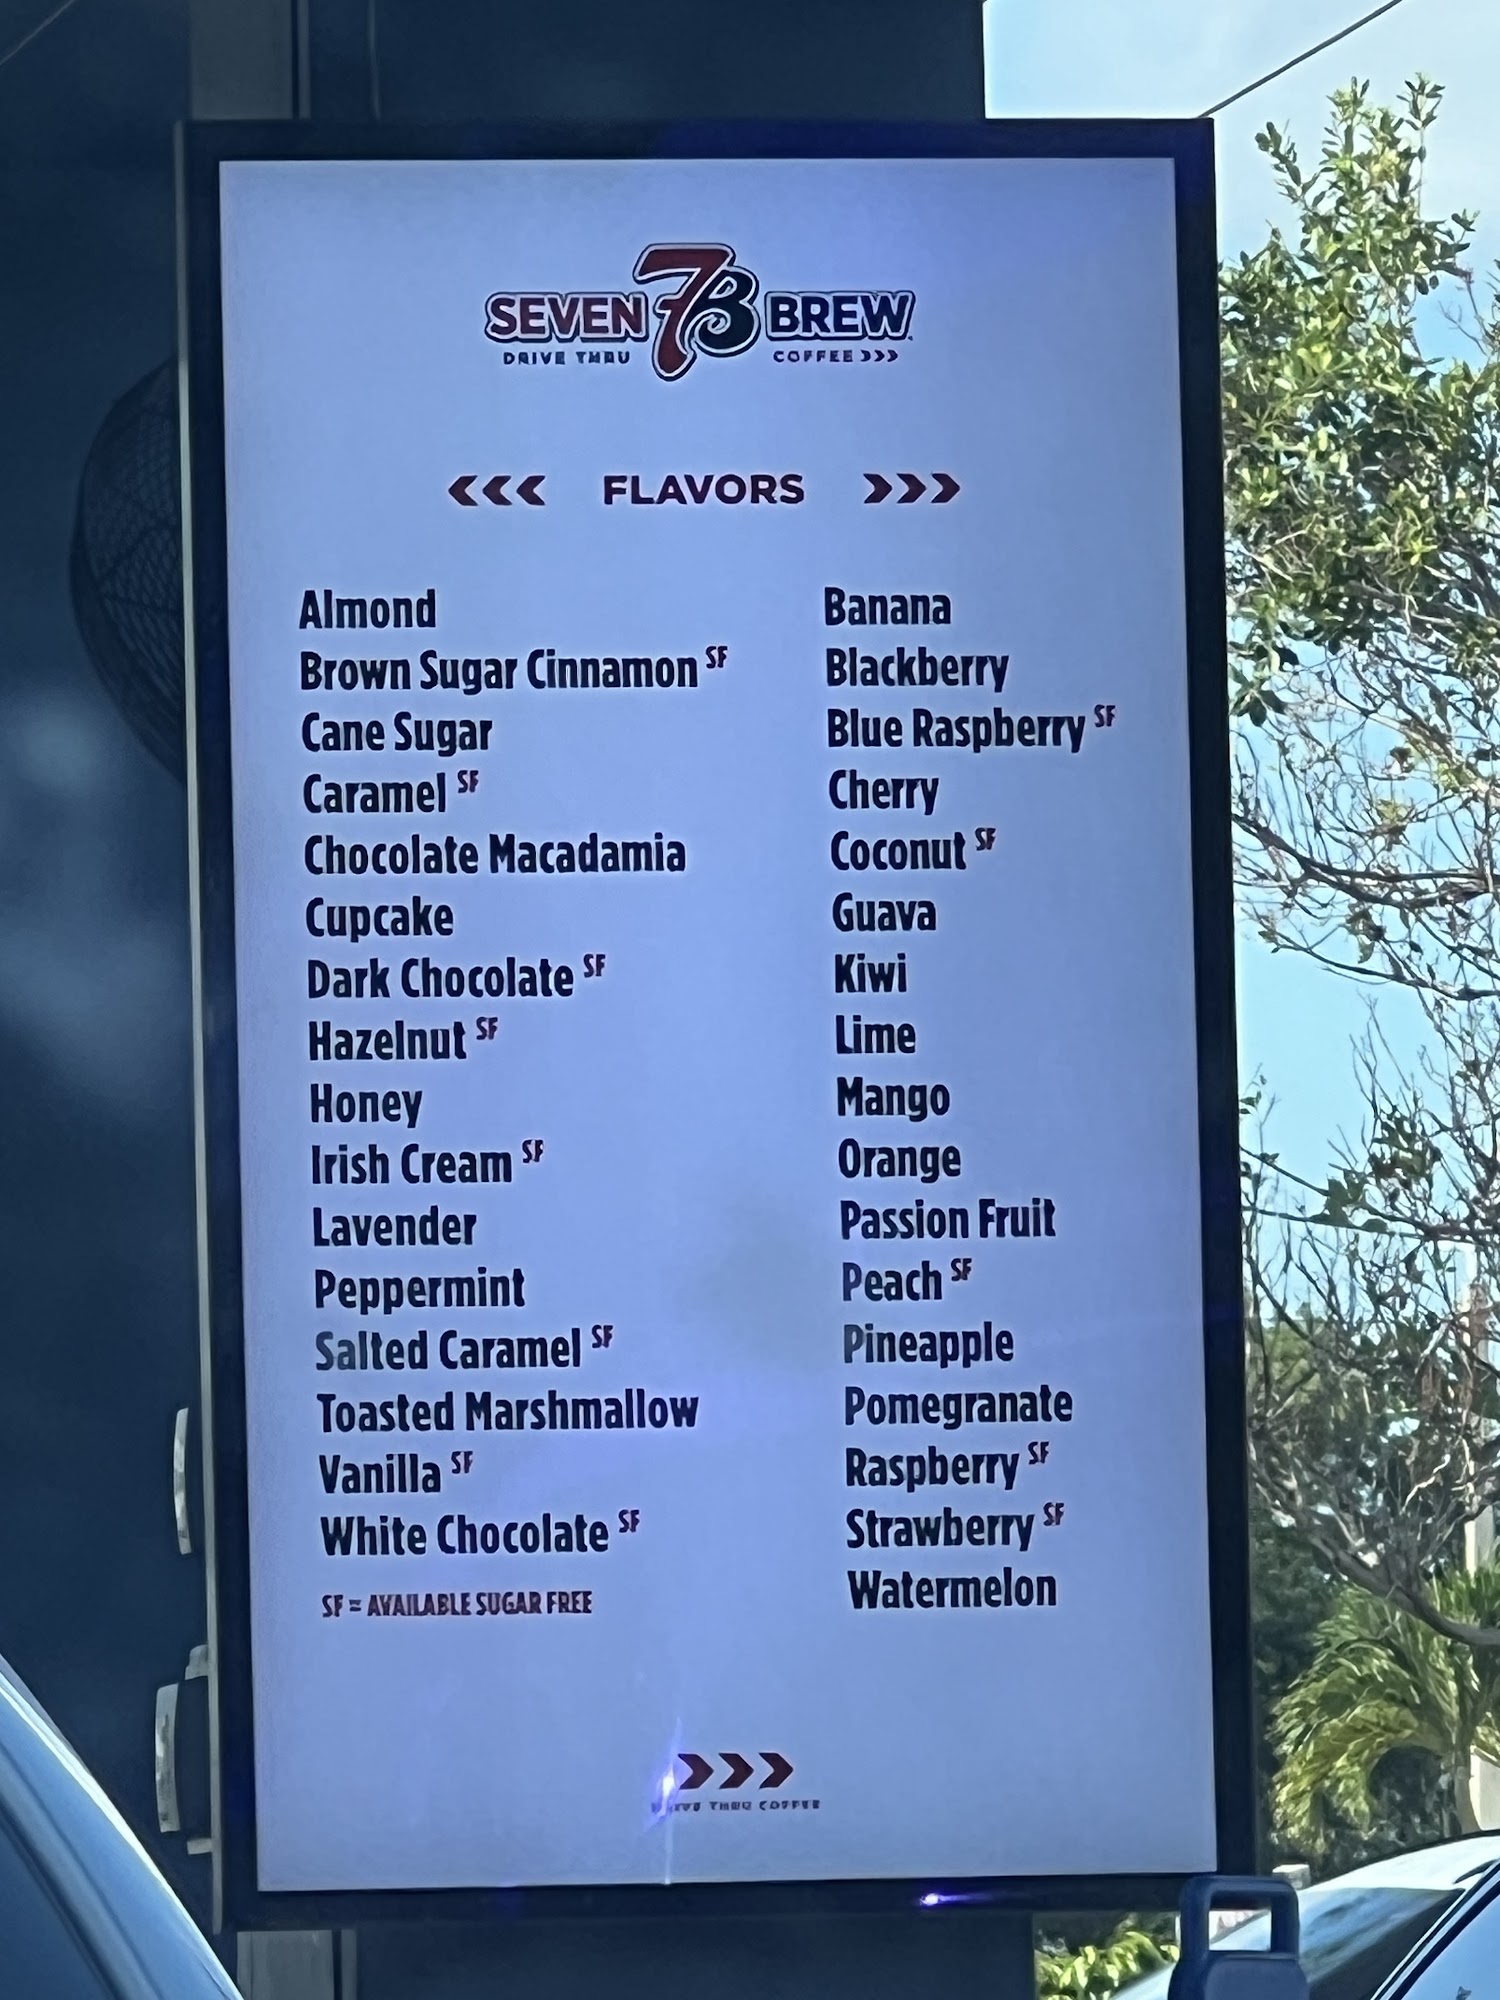 SEVEN 7B BREW
DRIVE THRU COFFEE
FLAVORS
Almond
Brown Sugar Cinnamon SF
Cane Sugar
Caramel SF
Chocolate Macadamia
Cupcake
Dark Chocolate SF
Hazelnut SF
Honey
Irish Cream SF
Lavender
Peppermint
Salted Caramel SF
Toasted Marshmallow
Vanilla SF
White Chocolate SF
SF = AVAILABLE SUGAR FREE
Banana
Blackberry
Blue Raspberry SF
Cherry
Coconut SF
Guava
Kiwi
Lime
Mango
Orange
Passion Fruit
Peach SF
Pineapple
Pomegranate
Raspberry SF
Strawberry SF
Watermelon
DRIVE THRU COFFEE